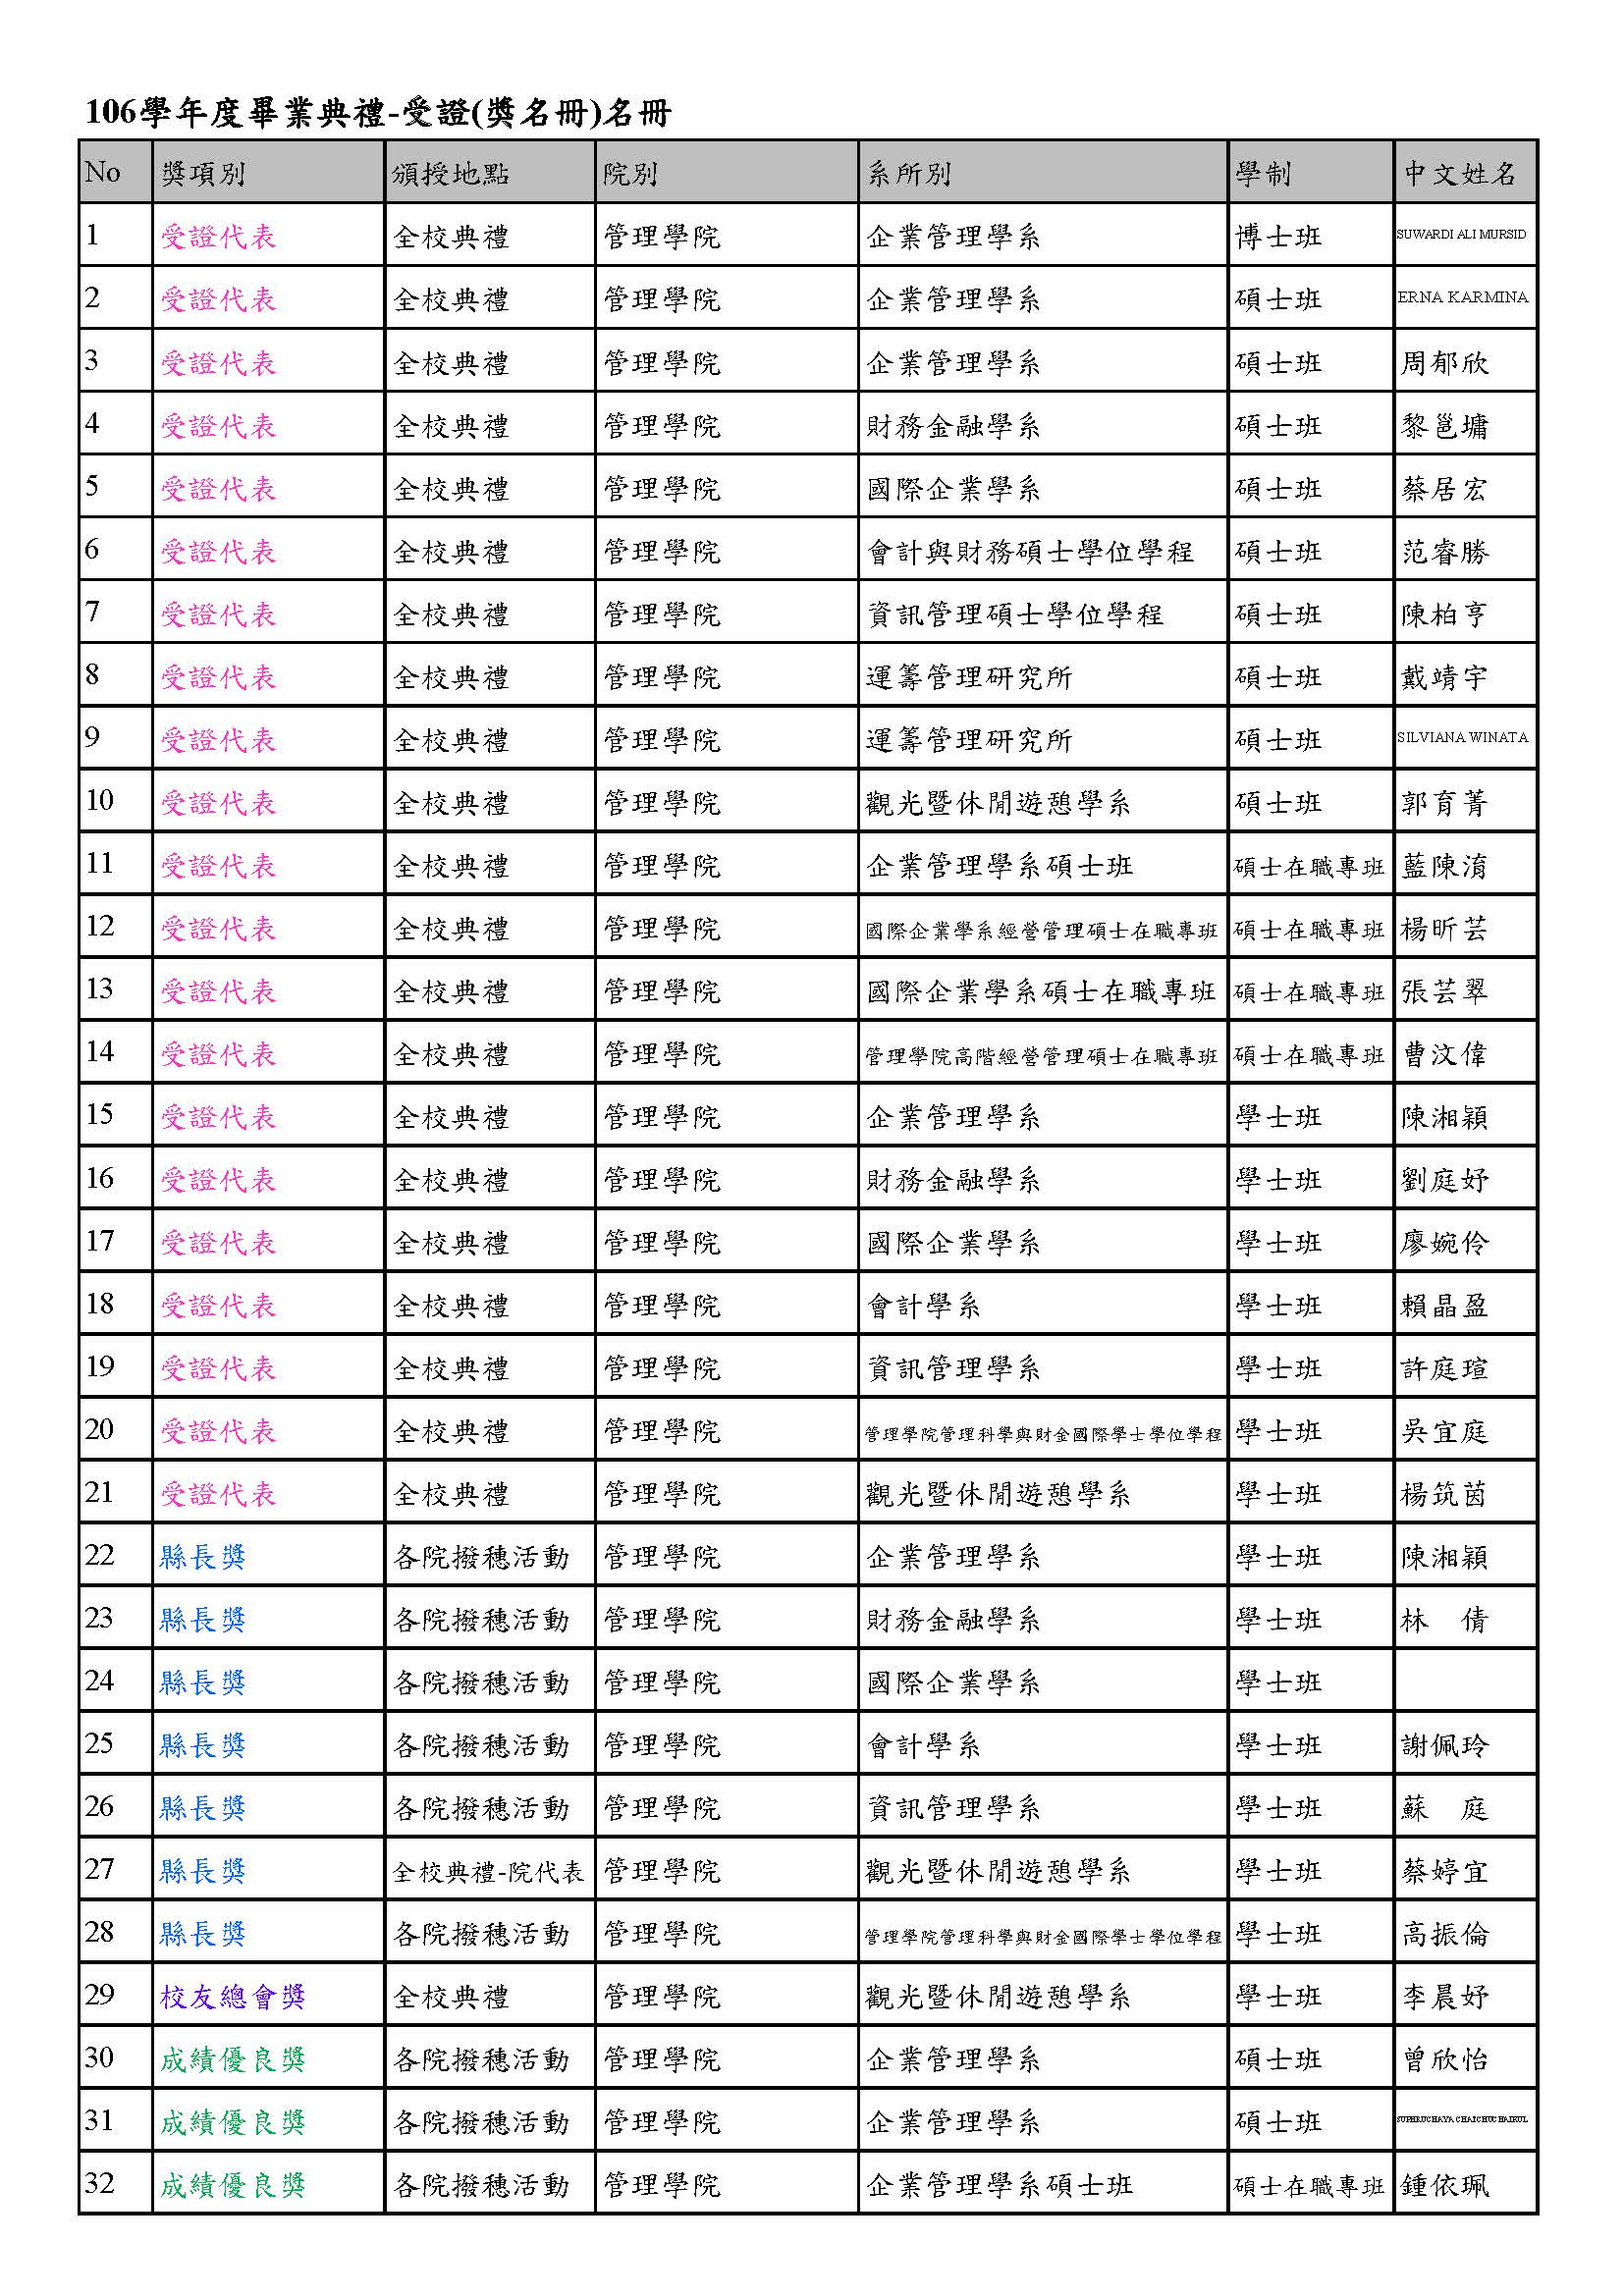 106學年度畢業典禮-受證(獎名冊)名冊
No 獎項別 頒授地點 院別 系所別 學制 中文姓名
1 受證代表 全校典禮 管理學院 企業管理學系 博士班 SUWARDI ALI MURSID
2 受證代表 全校典禮 管理學院 企業管理學系 碩士班 ERNA KARMINA
3 受證代表 全校典禮 管理學院 企業管理學系 碩士班 周郁欣
4 受證代表 全校典禮 管理學院 財務金融學系 碩士班 黎邕墉
5 受證代表 全校典禮 管理學院 國際企業學系 碩士班 蔡居宏
6 受證代表 全校典禮 管理學院 會計與財務碩士學位學程 碩士班 范睿勝
7 受證代表 全校典禮 管理學院 資訊管理碩士學位學程 碩士班 陳柏亨
8 受證代表 全校典禮 管理學院 運籌管理研究所 碩士班 戴靖宇
9 受證代表 全校典禮 管理學院 運籌管理研究所 碩士班 SILVIANA WINATA
10 受證代表 全校典禮 管理學院 觀光暨休閒遊憩學系 碩士班 郭育菁
11 受證代表 全校典禮 管理學院 企業管理學系碩士班 碩士在職專班 藍陳淯
12 受證代表 全校典禮 管理學院 國際企業學系經營管理碩士在職專班 碩士在職專班 楊昕芸
13 受證代表 全校典禮 管理學院 國際企業學系碩士在職專班 碩士在職專班 張芸翠
14 受證代表 全校典禮 管理學院 管理學院高階經營管理碩士在職專班 碩士在職專班 曹汶偉
15 受證代表 全校典禮 管理學院 企業管理學系 學士班 陳湘穎
16 受證代表 全校典禮 管理學院 財務金融學系 學士班 劉庭妤
17 受證代表 全校典禮 管理學院 國際企業學系 學士班 廖婉伶
18 受證代表 全校典禮 管理學院 會計學系 學士班 賴晶盈
19 受證代表 全校典禮 管理學院 資訊管理學系 學士班 許庭瑄
20 受證代表 全校典禮 管理學院 管理學院管理科學與財金國際學士學位學程 學士班 吳宜庭
21 受證代表 全校典禮 管理學院 觀光暨休閒遊憩學系 學士班 楊筑茵
22 縣長獎 各院撥穗活動 管理學院 企業管理學系 學士班 陳湘穎
23 縣長獎 各院撥穗活動 管理學院 財務金融學系 學士班 林　倩
24 縣長獎 各院撥穗活動 管理學院 國際企業學系 學士班
25 縣長獎 各院撥穗活動 管理學院 會計學系 學士班 謝佩玲
26 縣長獎 各院撥穗活動 管理學院 資訊管理學系 學士班 蘇　庭
27 縣長獎 全校典禮-院代表 管理學院 觀光暨休閒遊憩學系 學士班 蔡婷宜
28 縣長獎 各院撥穗活動 管理學院 管理學院管理科學與財金國際學士學位學程 學士班 高振倫
29 校友總會獎 全校典禮 管理學院 觀光暨休閒遊憩學系 學士班 李晨妤
30 成績優良獎 各院撥穗活動 管理學院 企業管理學系 碩士班 曾欣怡
31 成績優良獎 各院撥穗活動 管理學院 企業管理學系 碩士班 SUPHRUCHAYA CHAICHUCHAIKUL
32 成績優良獎 各院撥穗活動 管理學院 企業管理學系碩士班 碩士在職專班 鍾依珮